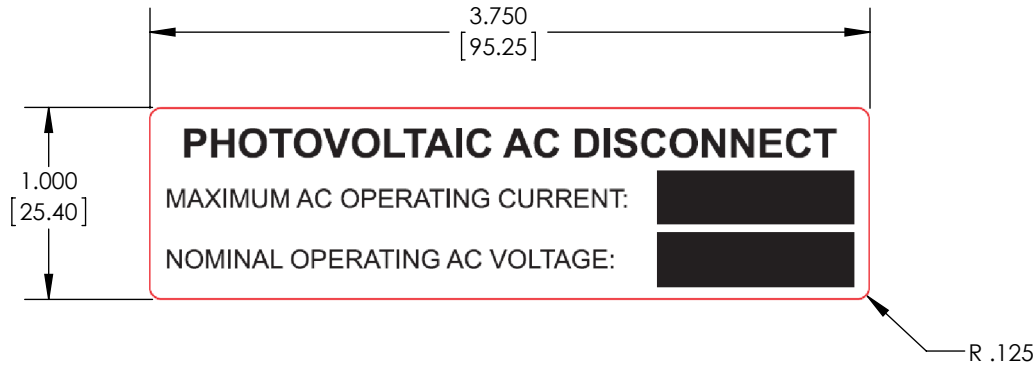 3.750
[95.25]
1.000
[25.40]
PHOTOVOLTAIC AC DISCONNECT
MAXIMUM AC OPERATING CURRENT:
NOMINAL OPERATING AC VOLTAGE:
R .125